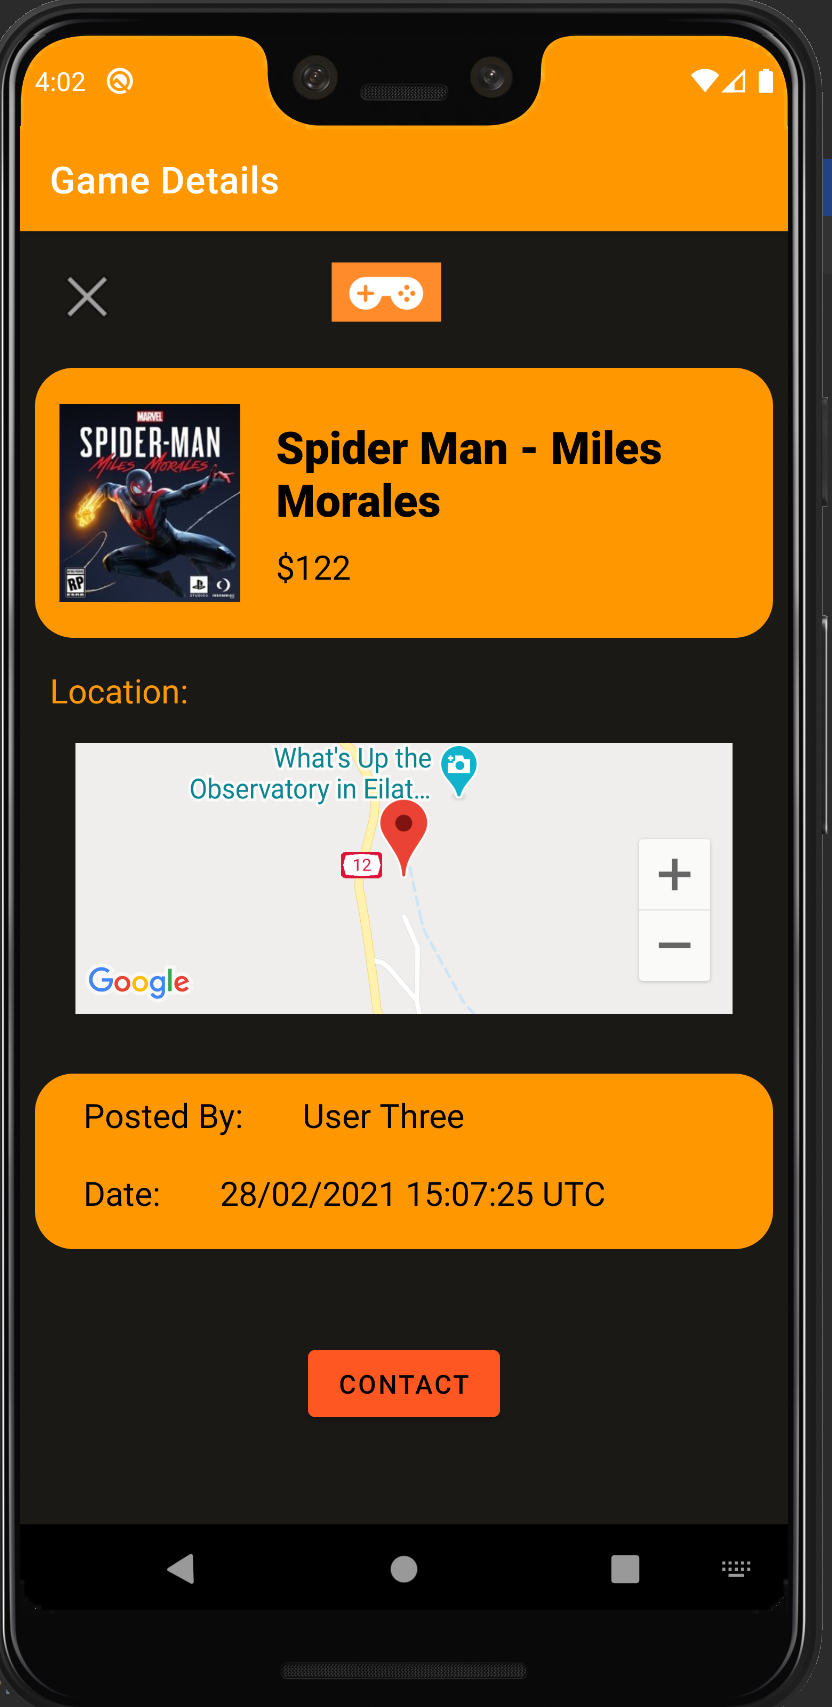 4:02
Game Details
MARVEL
SPIDER-MAN
MILES MORALES
RP
Spider Man - Miles
Morales
$122
Location:
What's Up the
Observatory in Eilat...
12
+
−
Google
Posted By: User Three
Date: 28/02/2021 15:07:25 UTC
CONTACT